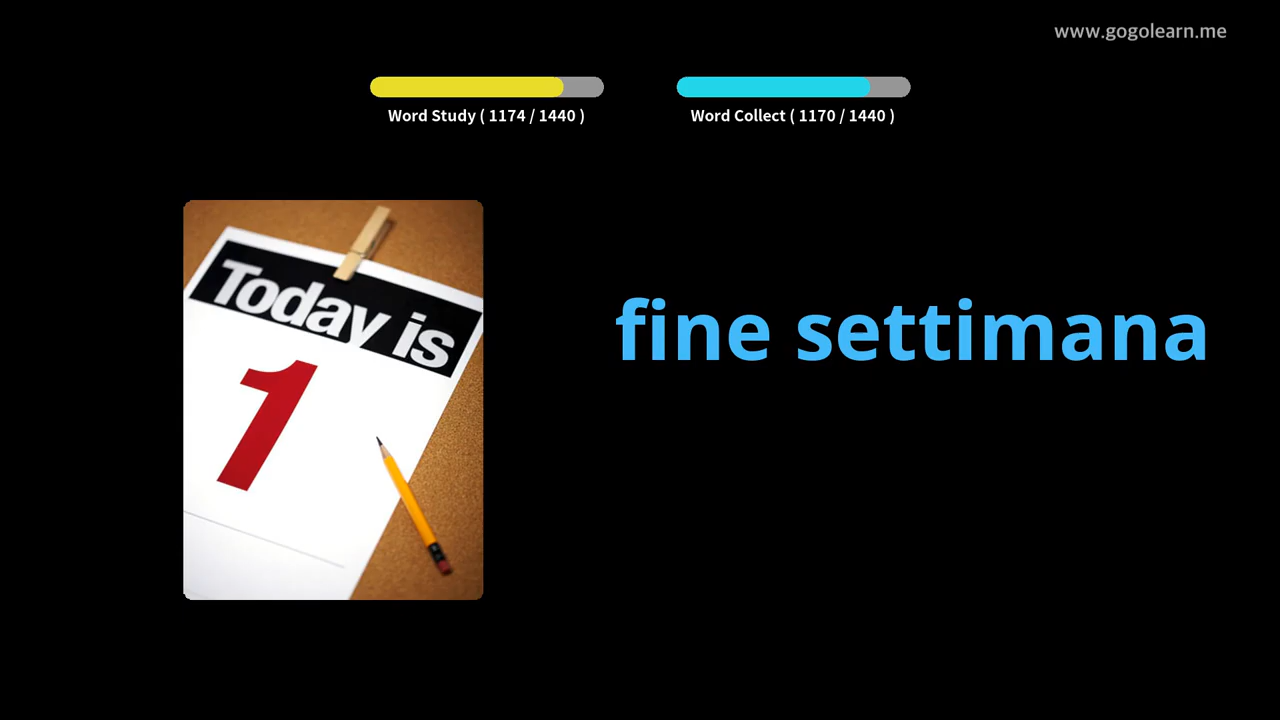 www.gogolearn.me
Word Study ( 1174 / 1440 )
Word Collect ( 1170 / 1440 )
Today is
1
fine settimana